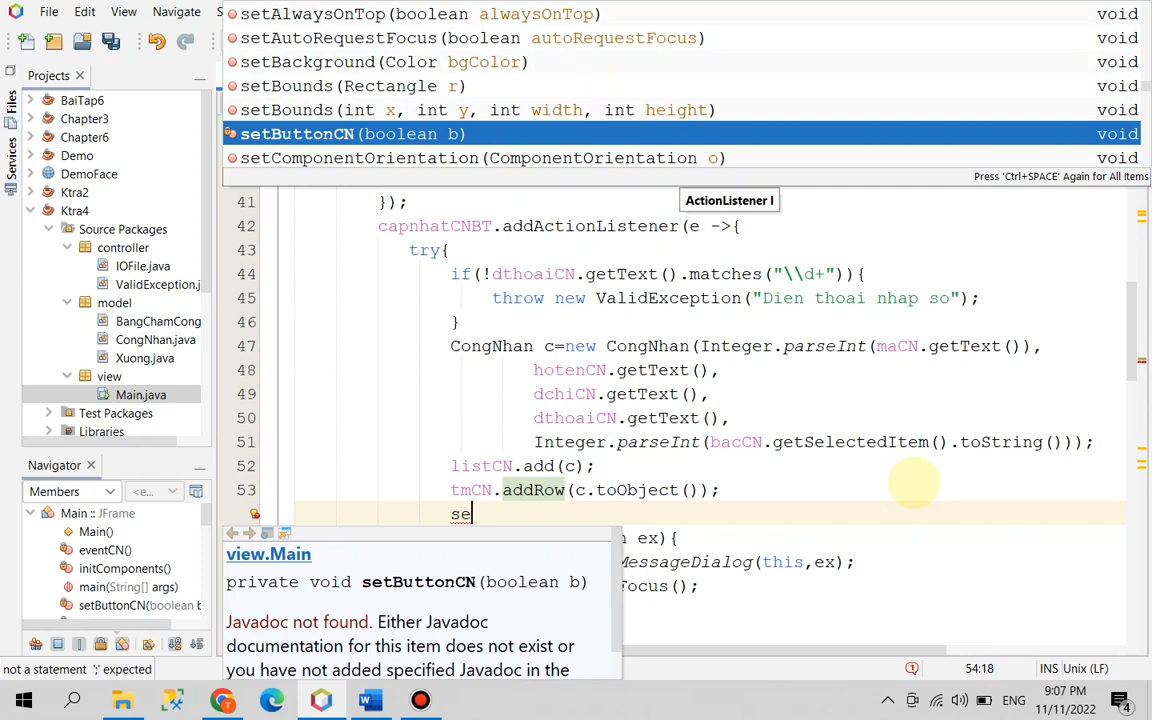 File Edit View Navigate S
setAlwaysOnTop(boolean alwaysOnTop) void
setAutoRequestFocus(boolean autoRequestFocus) void
setBackground(Color bgColor) void
setBounds(Rectangle r) void
setBounds(int x, int y, int width, int height) void
setButtonCN(boolean b) void
setComponentOrientation(ComponentOrientation o) void
Press 'Ctrl+SPACE' Again for All Items
ActionListener l
Files
Services
Projects
BaiTap6
Chapter3
Chapter6
Demo
DemoFace
Ktra2
Ktra4
Source Packages
controller
IOFile.java
ValidException.j
model
BangChamCong
CongNhan.java
Xuong.java
view
Main.java
Test Packages
Libraries
Navigator
Members <e...
Main :: JFrame
Main()
eventCN()
initComponents()
main(String[] args)
setButtonCN(boolean b
41 });
42 capnhatCNBT.addActionListener(e ->{
43 try{
44 if(!dthoaiCN.getText().matches("\\d+")){
45 throw new ValidException("Dien thoai nhap so");
46 }
47 CongNhan c=new CongNhan(Integer.parseInt(maCN.getText()),
48 hotenCN.getText(),
49 dchiCN.getText(),
50 dthoaiCN.getText(),
51 Integer.parseInt(bacCN.getSelectedItem().toString()));
52 listCN.add(c);
53 tmCN.addRow(c.toObject());
se
n ex){
MessageDialog(this,ex);
Focus();
view.Main
private void setButtonCN(boolean b)
Javadoc not found. Either Javadoc
documentation for this item does not exist or
you have not added specified Javadoc in the
not a statement ';' expected
54:18 INS Unix (LF)
ENG
9:07 PM
11/11/2022
4